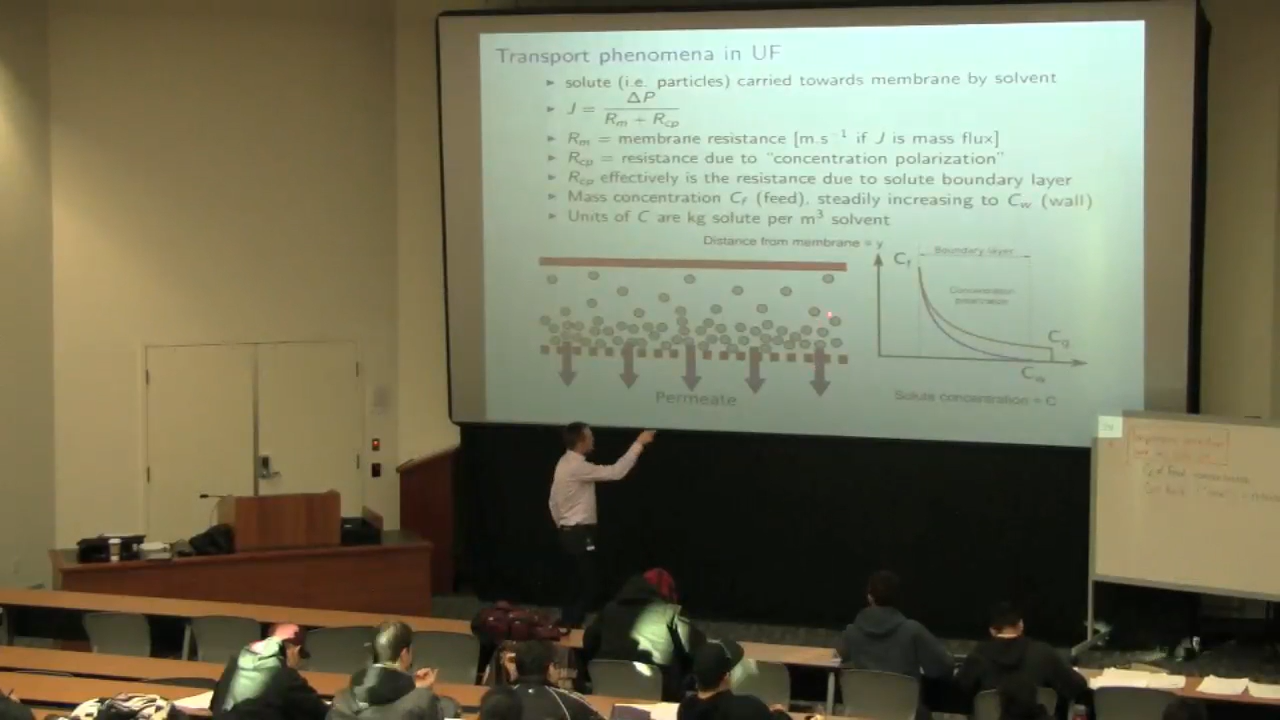 Transport phenomena in UF
► solute (i.e. particles) carried towards membrane by solvent
► J = ΔP / (Rm + Rcp)
► Rm = membrane resistance [m.s⁻¹ if J is mass flux]
► Rcp = resistance due to "concentration polarization"
► Rcp effectively is the resistance due to solute boundary layer
► Mass concentration Cf (feed), steadily increasing to Cw (wall)
► Units of C are kg solute per m³ solvent
Distance from membrane = y
Boundary layer
Cf
Concentration
polarization
Cg
Cw
Permeate
Solute concentration = C